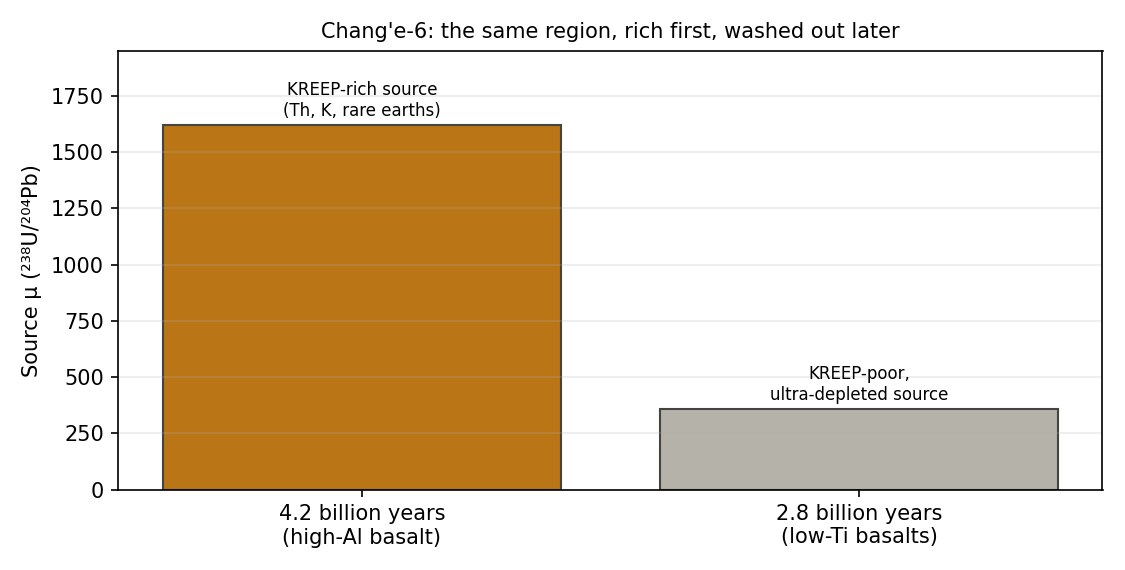 Chang'e-6: the same region, rich first, washed out later
Source µ (²³⁸U/²⁰⁴Pb)
1750
1500
1250
1000
750
500
250
0
KREEP-rich source
(Th, K, rare earths)
KREEP-poor,
ultra-depleted source
4.2 billion years
(high-Al basalt)
2.8 billion years
(low-Ti basalts)